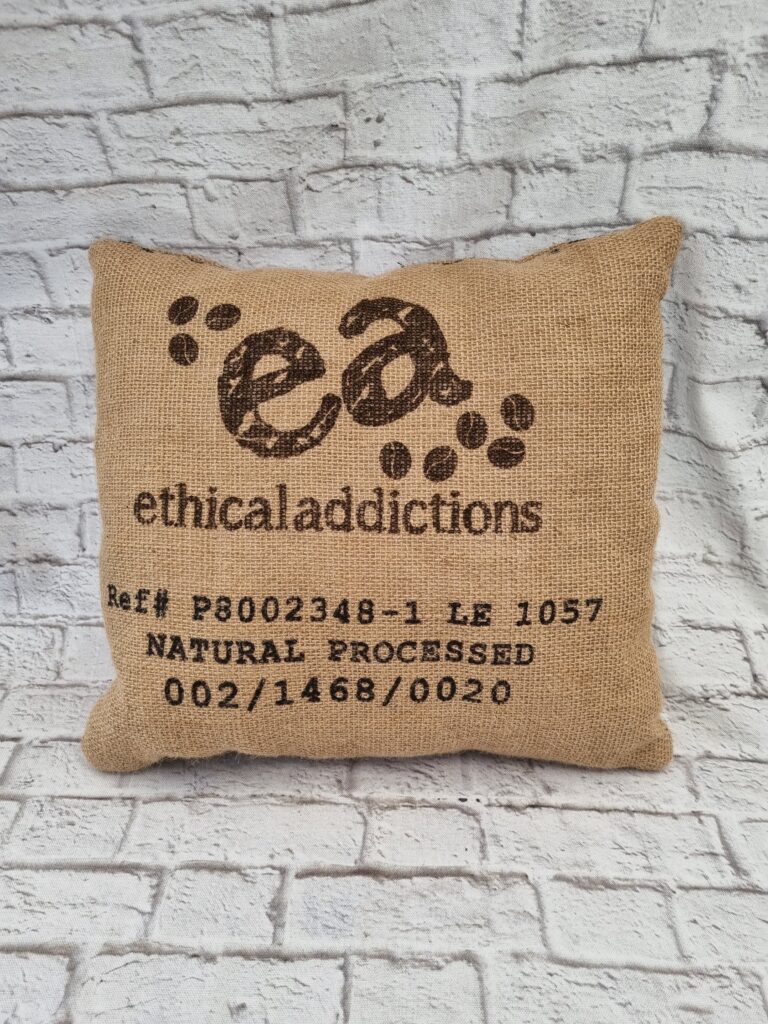 ea
ethicaladdictions
Ref# P8002348-1 LE 1057
NATURAL PROCESSED
002/1468/0020